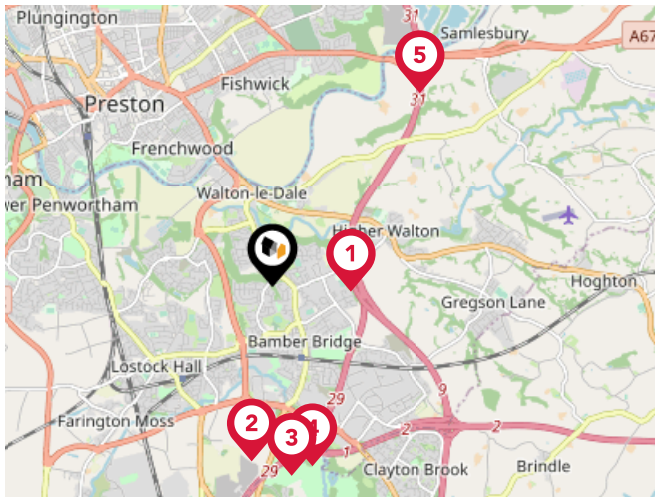 Plungington
31
Samlesbury
A67
5
Fishwick
31
Preston
Frenchwood
ham
Walton-le-Dale
wer Penwortham
Higher Walton
1
Hoghton
Gregson Lane
Bamber Bridge
Lostock Hall
9
29
Farington Moss
2
3
4
2
2
1
29
Clayton Brook
Brindle